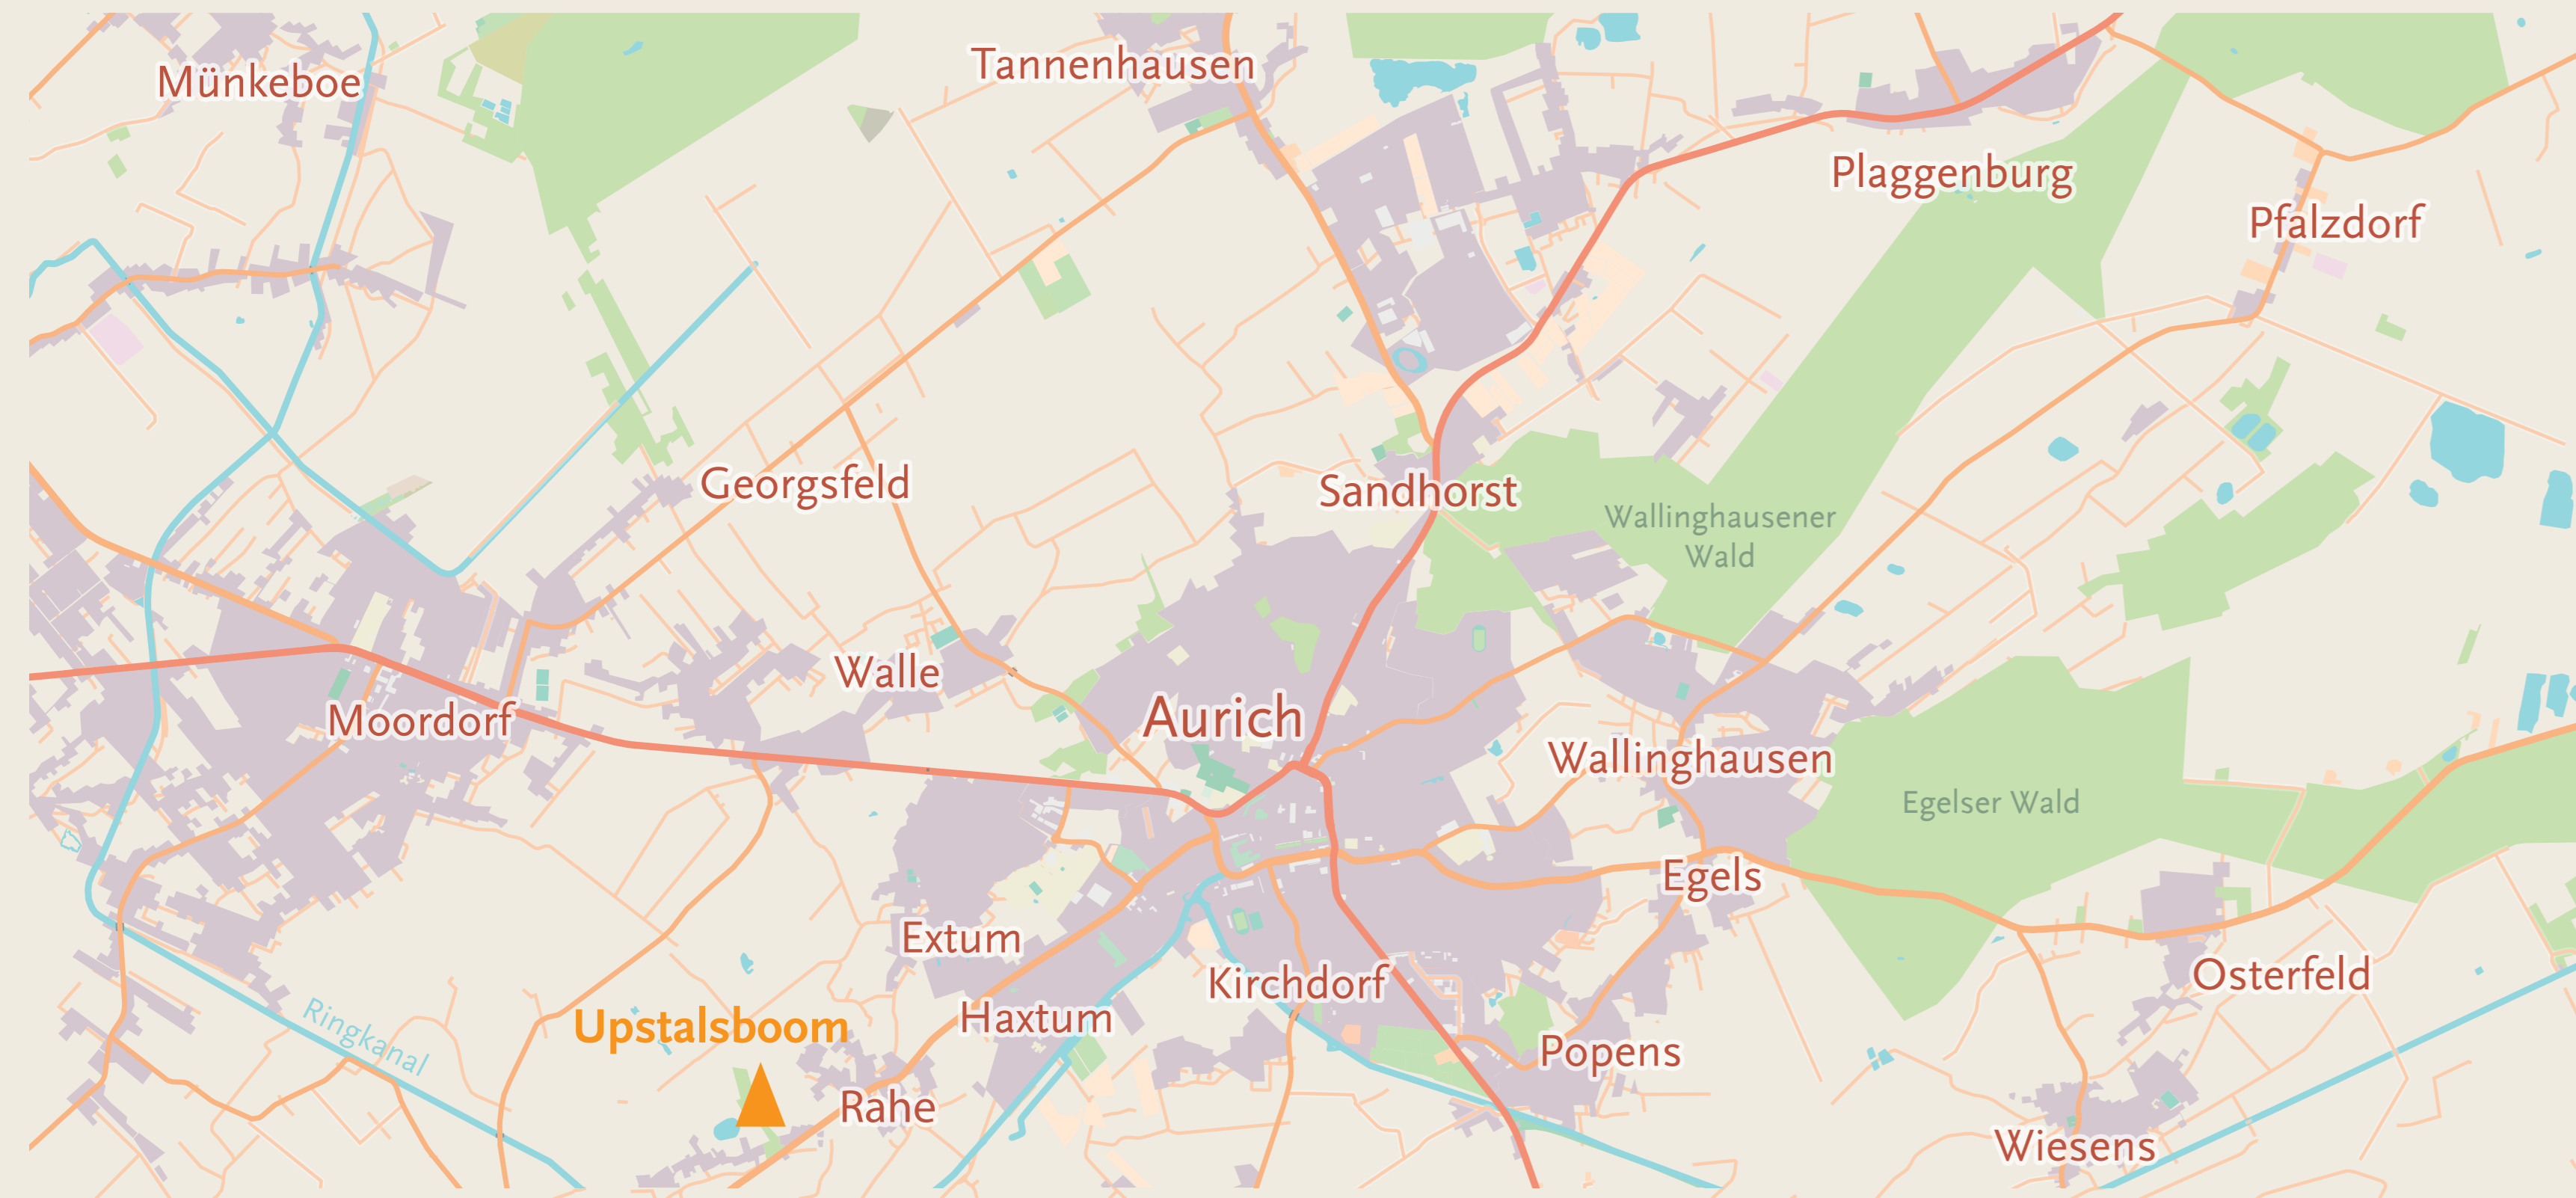 Tannenhausen
Münkeboe
Plaggenburg
Pfalzdorf
Georgsfeld
Sandhorst
Wallinghausener
Wald
Walle
Aurich
Moordorf
Wallinghausen
Egelser Wald
Egels
Extum
Osterfeld
Kirchdorf
Haxtum
Upstalsboom
Ringkanal
Popens
Rahe
Wiesens